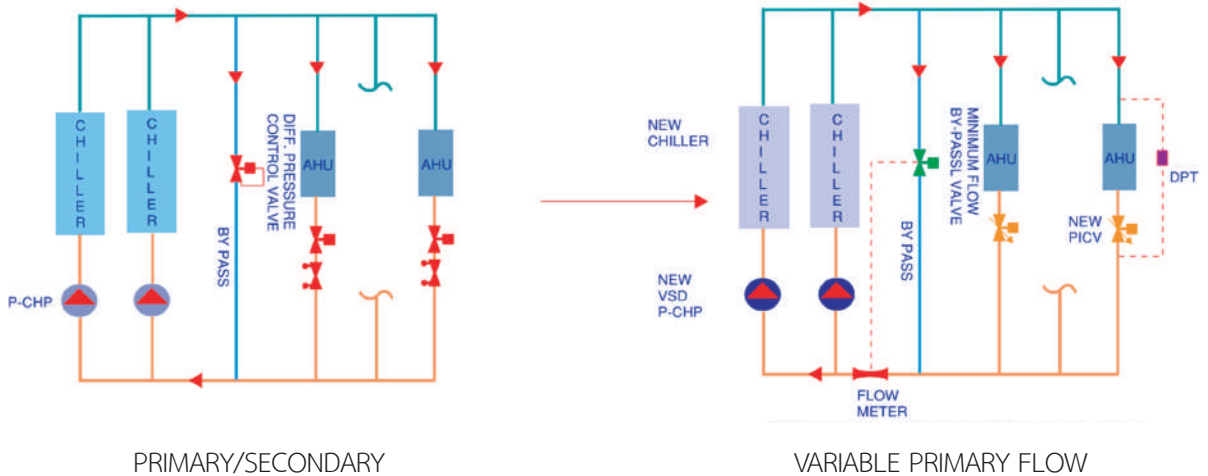 CHILLER
CHILLER
DIFF. PRESSURE
CONTROL VALVE
AHU
AHU
BY PASS
P-CHP
PRIMARY/SECONDARY
NEW
CHILLER
CHILLER
CHILLER
MINIMUM FLOW
BY-PASSL VALVE
AHU
AHU
DPT
BY PASS
NEW
PICV
NEW
VSD
P-CHP
FLOW
METER
VARIABLE PRIMARY FLOW